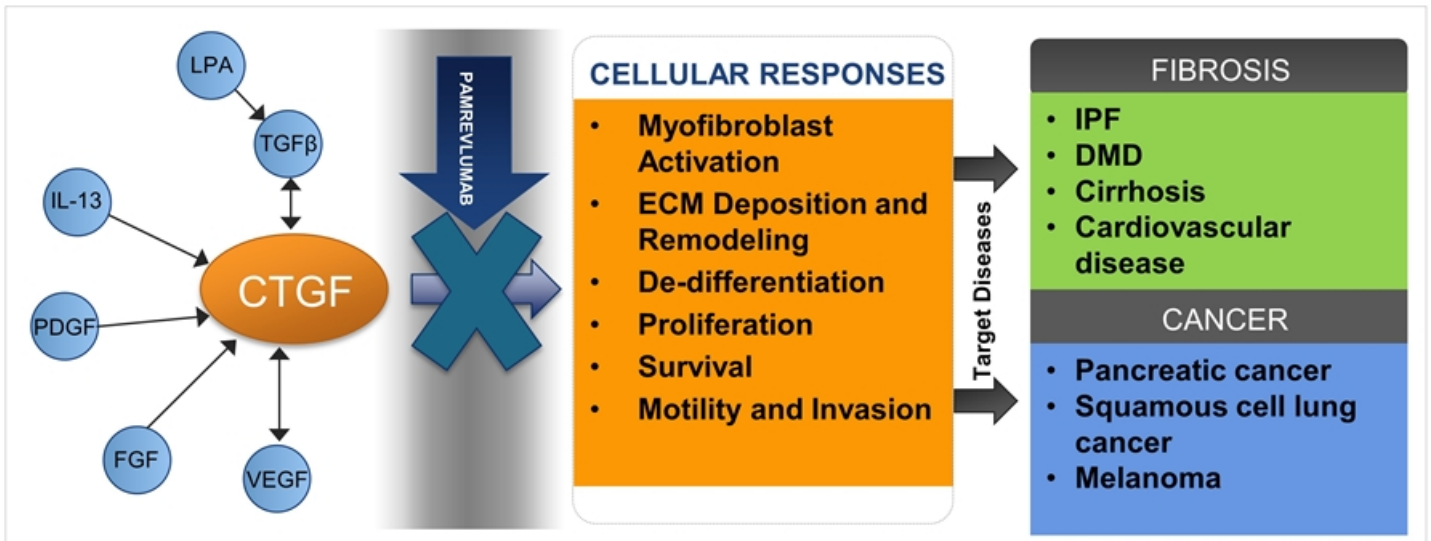 LPA
TGFβ
IL-13
CTGF
PDGF
FGF
VEGF
PAMREVLUMAB
CELLULAR RESPONSES
• Myofibroblast
Activation
• ECM Deposition and
Remodeling
• De-differentiation
• Proliferation
• Survival
• Motility and Invasion
Target Diseases
FIBROSIS
• IPF
• DMD
• Cirrhosis
• Cardiovascular
disease
CANCER
• Pancreatic cancer
• Squamous cell lung
cancer
• Melanoma